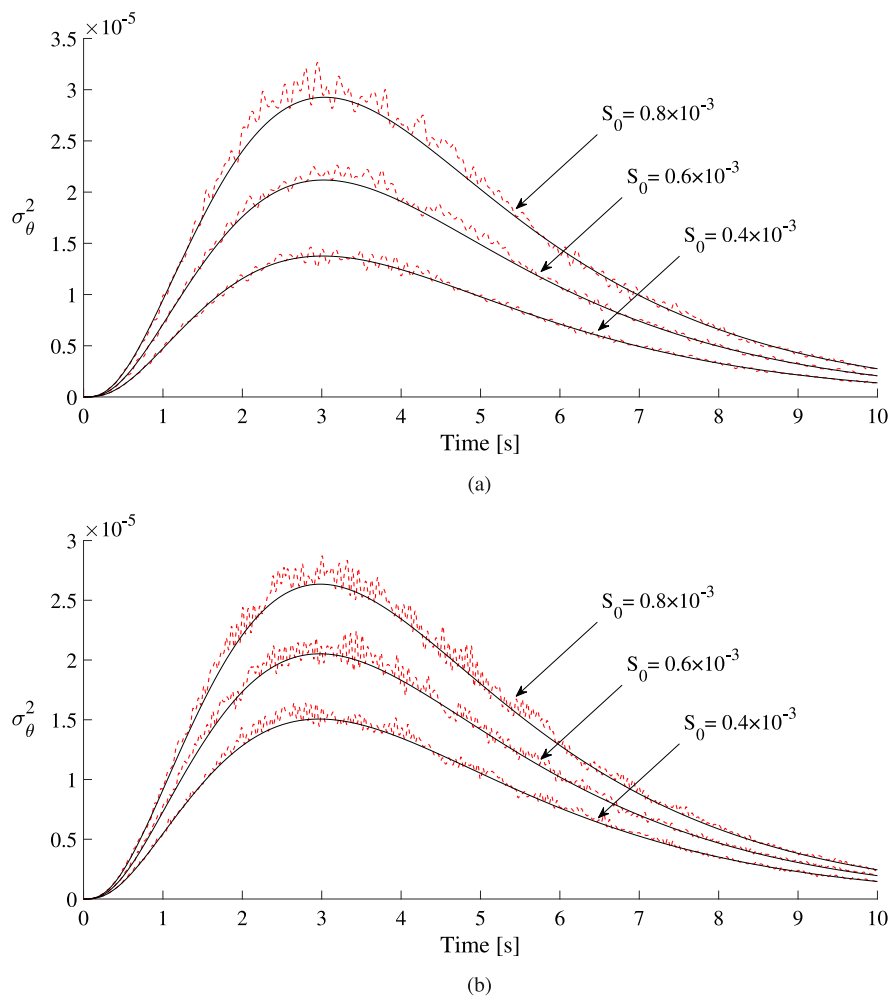 ×10⁻⁵
3.5
3
2.5
2
1.5
1
0.5
0
σ_θ²
S₀= 0.8×10⁻³
S₀= 0.6×10⁻³
S₀= 0.4×10⁻³
0 1 2 3 4 5 6 7 8 9 10
Time [s]
(a)
×10⁻⁵
3
2.5
2
1.5
1
0.5
0
σ_θ²
S₀= 0.8×10⁻³
S₀= 0.6×10⁻³
S₀= 0.4×10⁻³
0 1 2 3 4 5 6 7 8 9 10
Time [s]
(b)